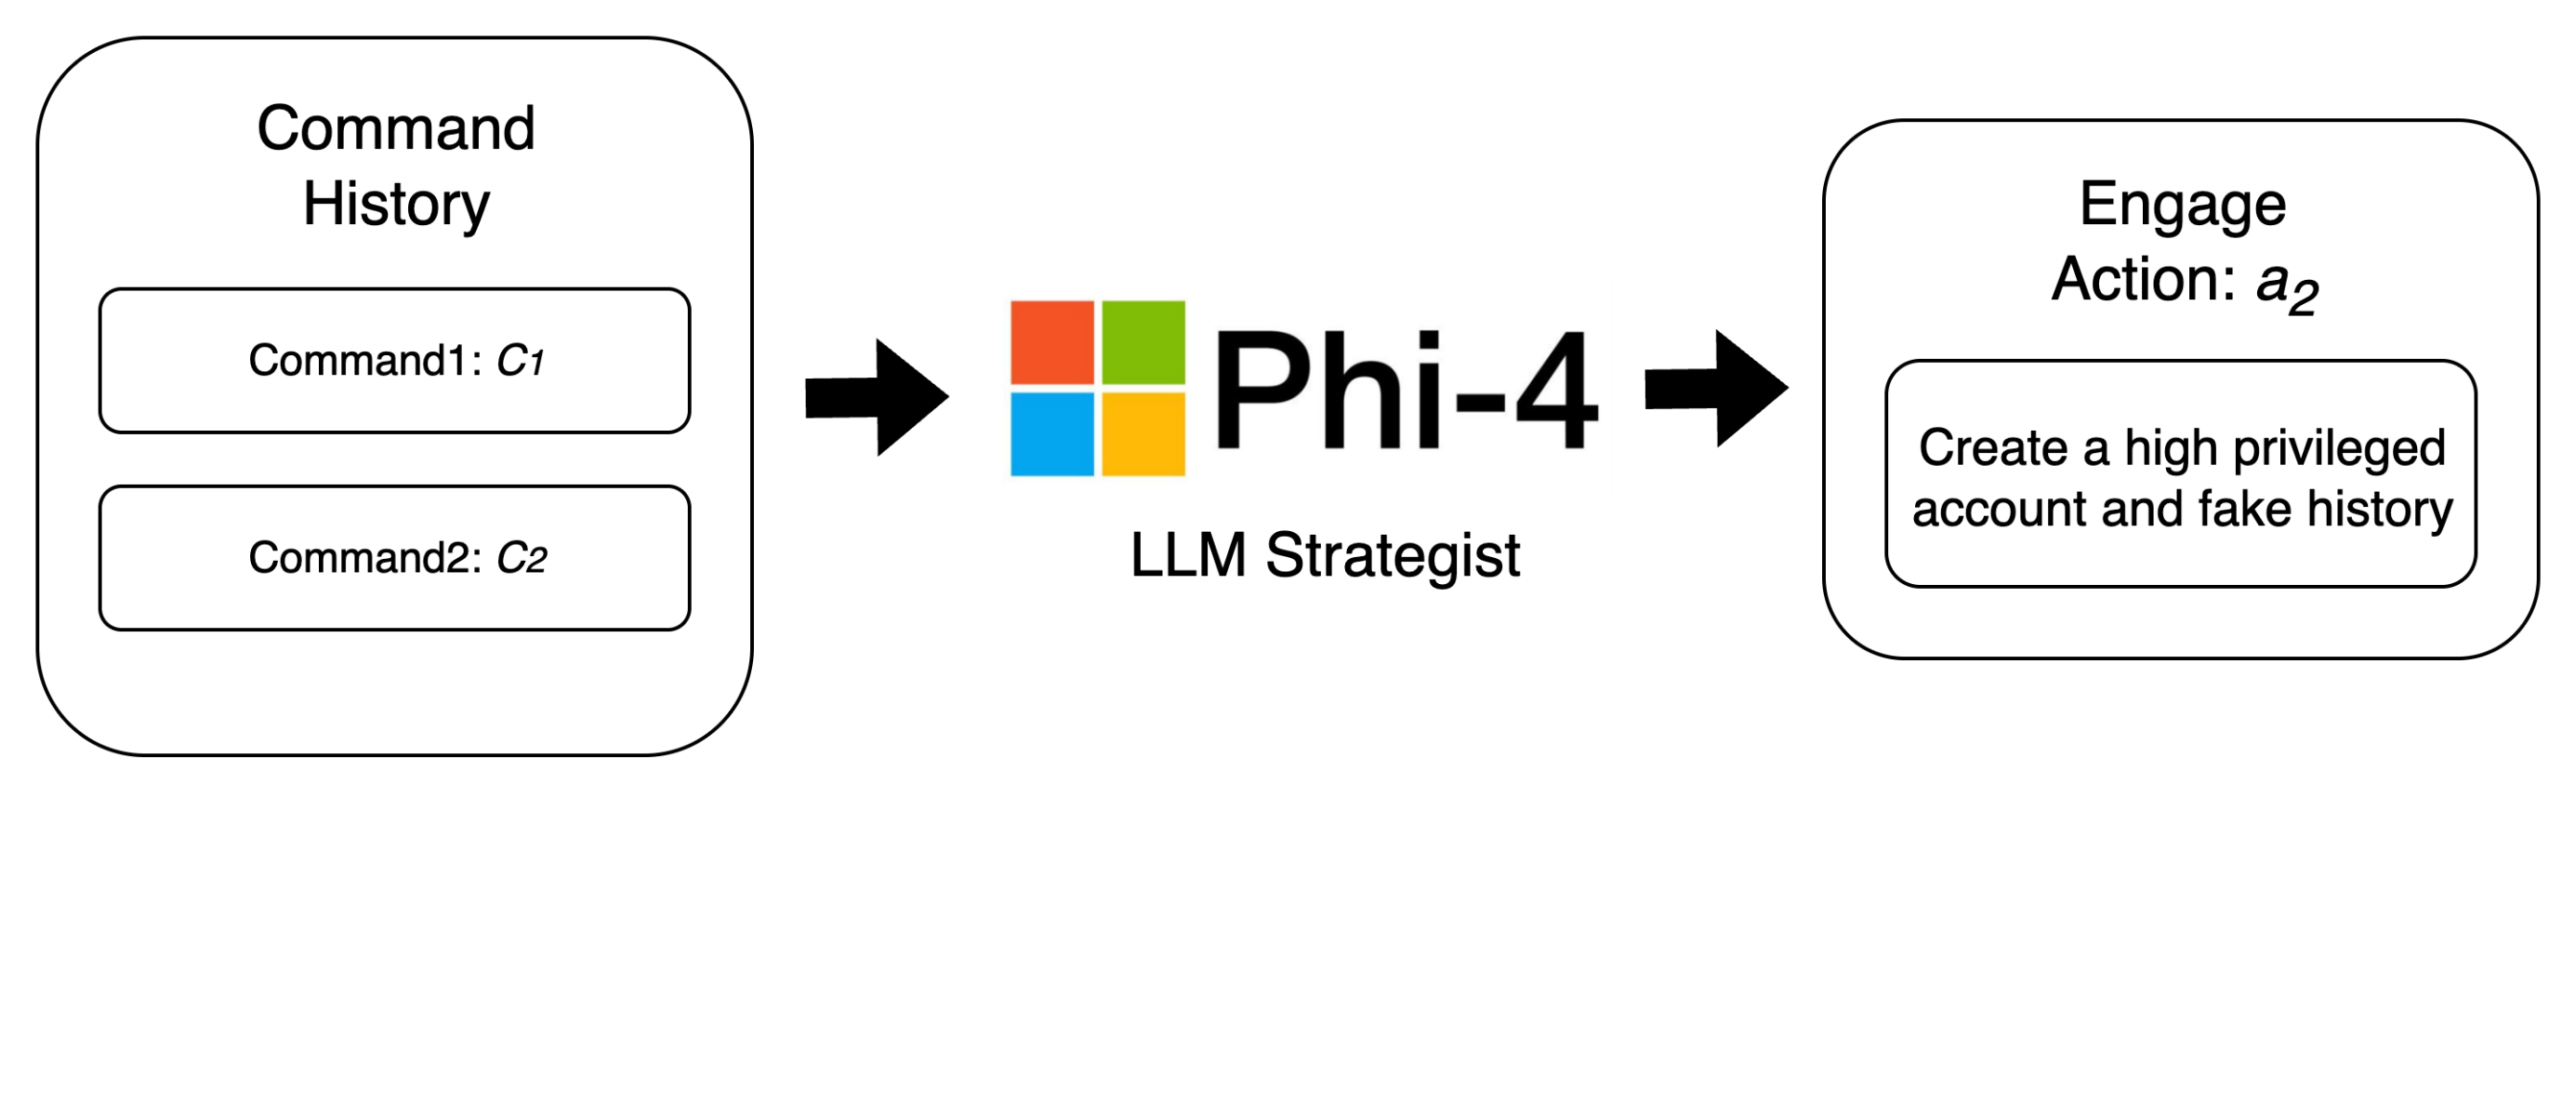 Command
History
Command1: C1
Command2: C2
Phi-4
LLM Strategist
Engage
Action: a2
Create a high privileged
account and fake history